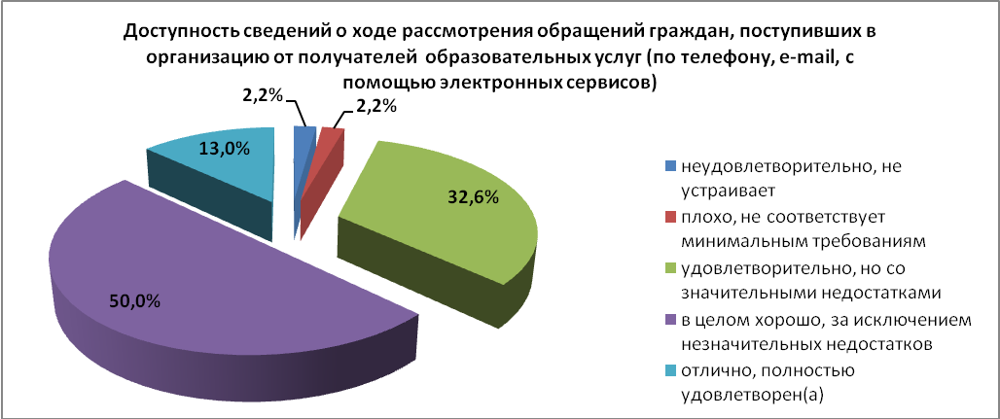 Доступность сведений о ходе рассмотрения обращений граждан, поступивших в
организацию от получателей образовательных услуг (по телефону, e-mail, с
помощью электронных сервисов)
2,2%
2,2%
13,0%
32,6%
50,0%
неудовлетворительно, не
устраивает
плохо, не соответствует
минимальным требованиям
удовлетворительно, но со
значительными недостатками
в целом хорошо, за исключением
незначительных недостатков
отлично, полностью
удовлетворен(а)